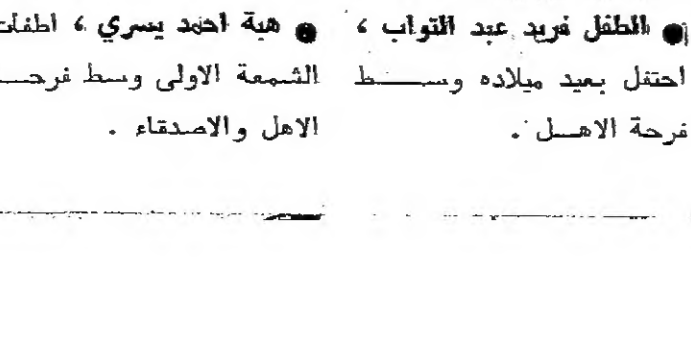 ● الطفل فريد عبد التواب ،
احتفل بعيد ميلاده وسط
فرحة الاهل .
● هبة احمد يسري ، اطفات
الشمعة الاولى وسط فرحة
الاهل والاصدقاء .